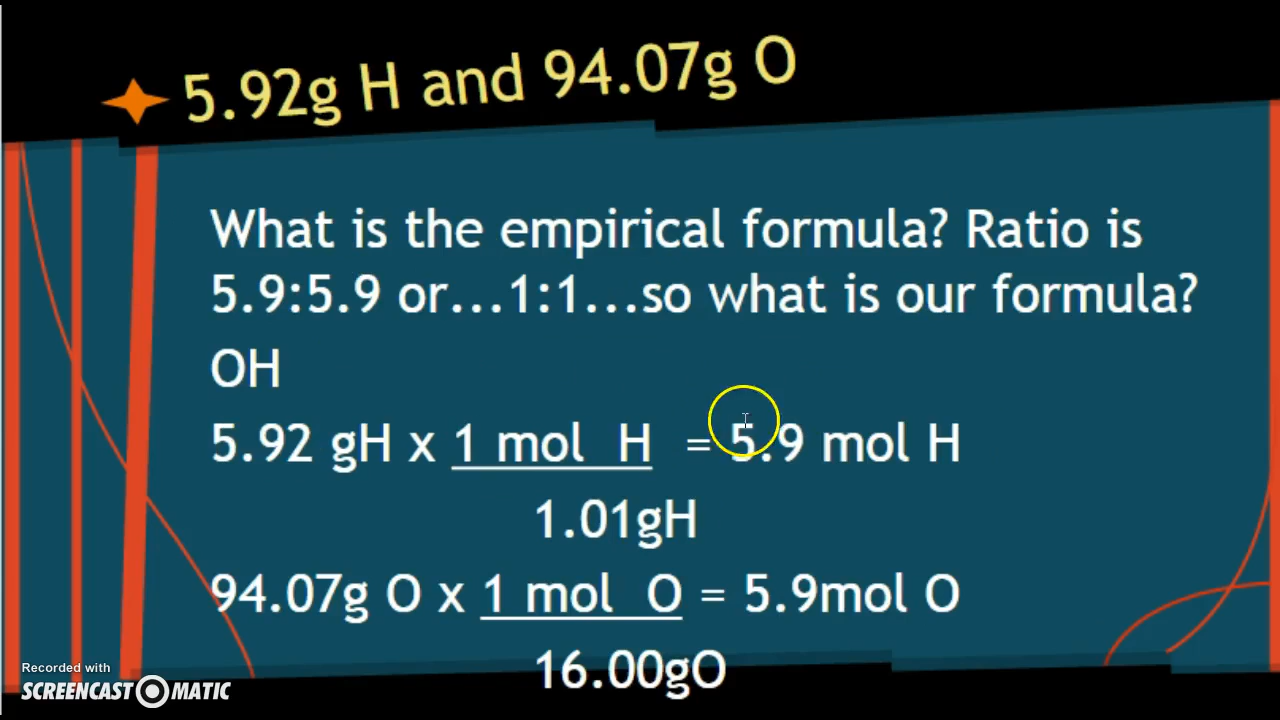 5.92g H and 94.07g O
What is the empirical formula? Ratio is
5.9:5.9 or...1:1...so what is our formula?
OH
5.92 gH x 1 mol H = 5.9 mol H
1.01gH
94.07g O x 1 mol O = 5.9mol O
16.00gO
Recorded with
SCREENCAST MATIC